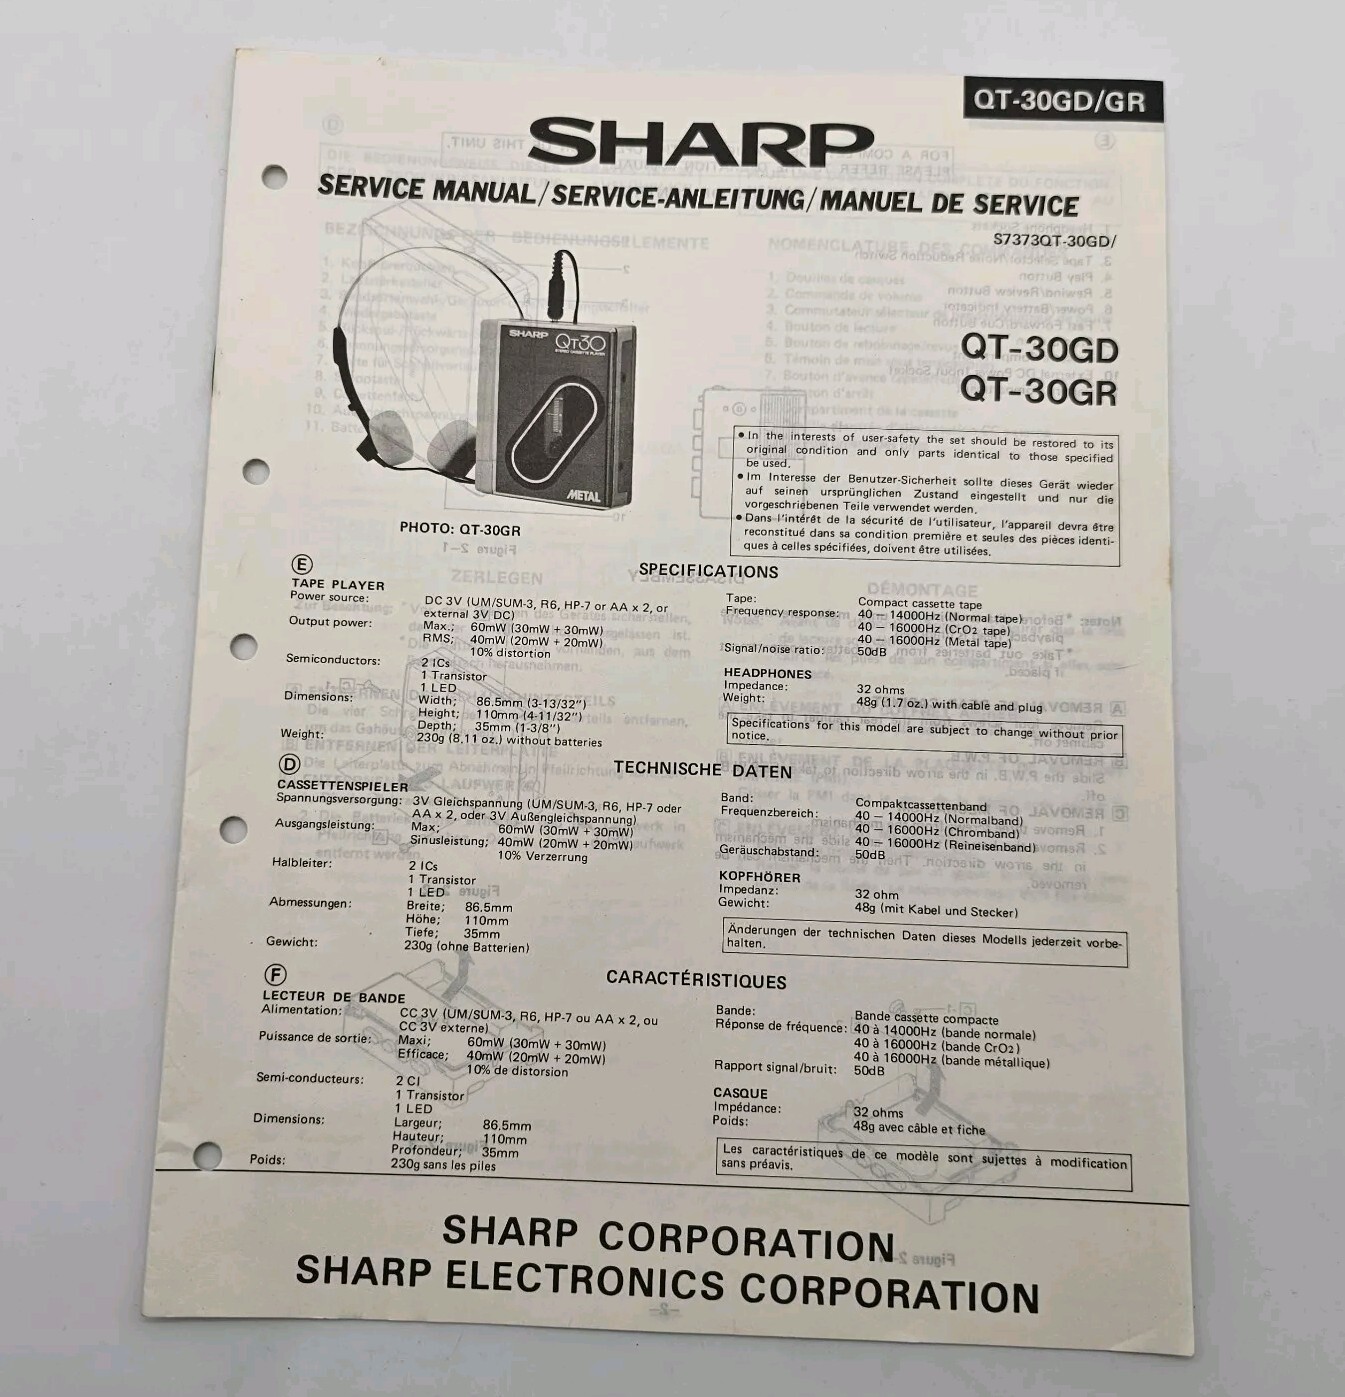 QT-30GD/GR
SHARP
SERVICE MANUAL/SERVICE-ANLEITUNG/MANUEL DE SERVICE
S7373QT-30GD/
SHARP
QT30
STEREO CASSETTE PLAYER
METAL
QT-30GD
QT-30GR
• In the interests of user-safety the set should be restored to its
original condition and only parts identical to those specified
be used.
• Im Interesse der Benutzer-Sicherheit sollte dieses Gerät wieder
auf seinen ursprünglichen Zustand eingestellt und nur die
vorgeschriebenen Teile verwendet werden.
• Dans l'intérêt de la sécurité de l'utilisateur, l'appareil devra être
reconstitué dans sa condition première et seules des pièces identi-
ques à celles spécifiées, doivent être utilisées.
PHOTO: QT-30GR
Ⓔ
SPECIFICATIONS
TAPE PLAYER
Power source: DC 3V (UM/SUM-3, R6, HP-7 or AA x 2, or
external 3V DC)
Output power: Max.; 60mW (30mW + 30mW)
RMS; 40mW (20mW + 20mW)
10% distortion
Semiconductors: 2 ICs
1 Transistor
1 LED
Dimensions: Width; 86.5mm (3-13/32")
Height; 110mm (4-11/32")
Depth; 35mm (1-3/8")
Weight: 230g (8.11 oz.) without batteries
Tape: Compact cassette tape
Frequency response: 40 – 14000Hz (Normal tape)
40 – 16000Hz (CrO2 tape)
40 – 16000Hz (Metal tape)
Signal/noise ratio: 50dB
HEADPHONES
Impedance: 32 ohms
Weight: 48g (1.7 oz.) with cable and plug
Specifications for this model are subject to change without prior
notice.
Ⓓ
TECHNISCHE DATEN
CASSETTENSPIELER
Spannungsversorgung: 3V Gleichspannung (UM/SUM-3, R6, HP-7 oder
AA x 2, oder 3V Außengleichspannung)
Ausgangsleistung: Max; 60mW (30mW + 30mW)
Sinusleistung; 40mW (20mW + 20mW)
10% Verzerrung
Halbleiter: 2 ICs
1 Transistor
1 LED
Abmessungen: Breite; 86.5mm
Höhe; 110mm
Tiefe; 35mm
Gewicht: 230g (ohne Batterien)
Band: Compaktcassettenband
Frequenzbereich: 40 – 14000Hz (Normalband)
40 – 16000Hz (Chromband)
40 – 16000Hz (Reineisenband)
Geräuschabstand: 50dB
KOPFHÖRER
Impedanz: 32 ohm
Gewicht: 48g (mit Kabel und Stecker)
Änderungen der technischen Daten dieses Modells jederzeit vorbe-
halten.
Ⓕ
CARACTÉRISTIQUES
LECTEUR DE BANDE
Alimentation: CC 3V (UM/SUM-3, R6, HP-7 ou AA x 2, ou
CC 3V externe)
Puissance de sortie: Maxi; 60mW (30mW + 30mW)
Efficace; 40mW (20mW + 20mW)
10% de distorsion
Semi-conducteurs: 2 CI
1 Transistor
1 LED
Dimensions: Largeur; 86.5mm
Hauteur; 110mm
Profondeur; 35mm
Poids: 230g sans les piles
Bande: Bande cassette compacte
Réponse de fréquence: 40 à 14000Hz (bande normale)
40 à 16000Hz (bande CrO2)
40 à 16000Hz (bande métallique)
Rapport signal/bruit: 50dB
CASQUE
Impédance: 32 ohms
Poids: 48g avec câble et fiche
Les caractéristiques de ce modèle sont sujettes à modification
sans préavis.
SHARP CORPORATION
SHARP ELECTRONICS CORPORATION